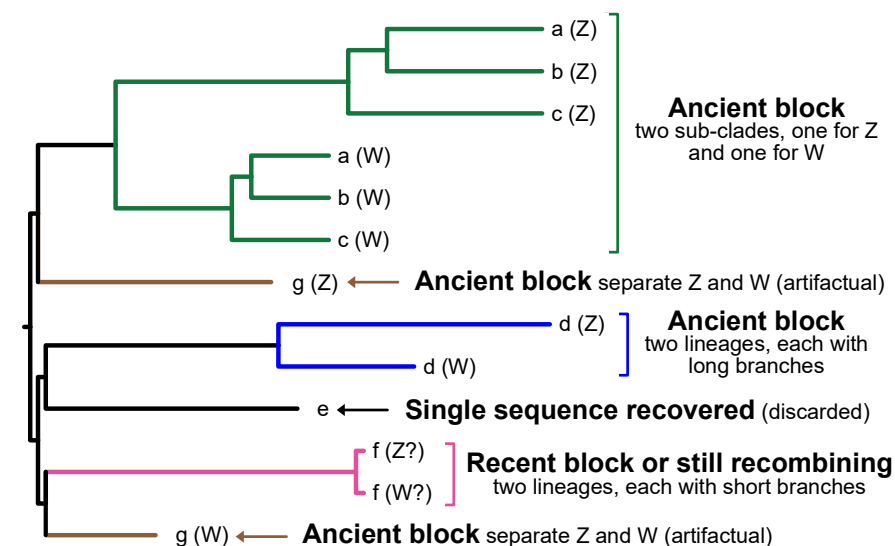 a (Z)
b (Z)
c (Z)
Ancient block
two sub-clades, one for Z
and one for W
a (W)
b (W)
c (W)
g (Z)
Ancient block separate Z and W (artifactual)
d (Z)
d (W)
Ancient block
two lineages, each with
long branches
e
Single sequence recovered (discarded)
f (Z?)
f (W?)
Recent block or still recombining
two lineages, each with short branches
g (W)
Ancient block separate Z and W (artifactual)